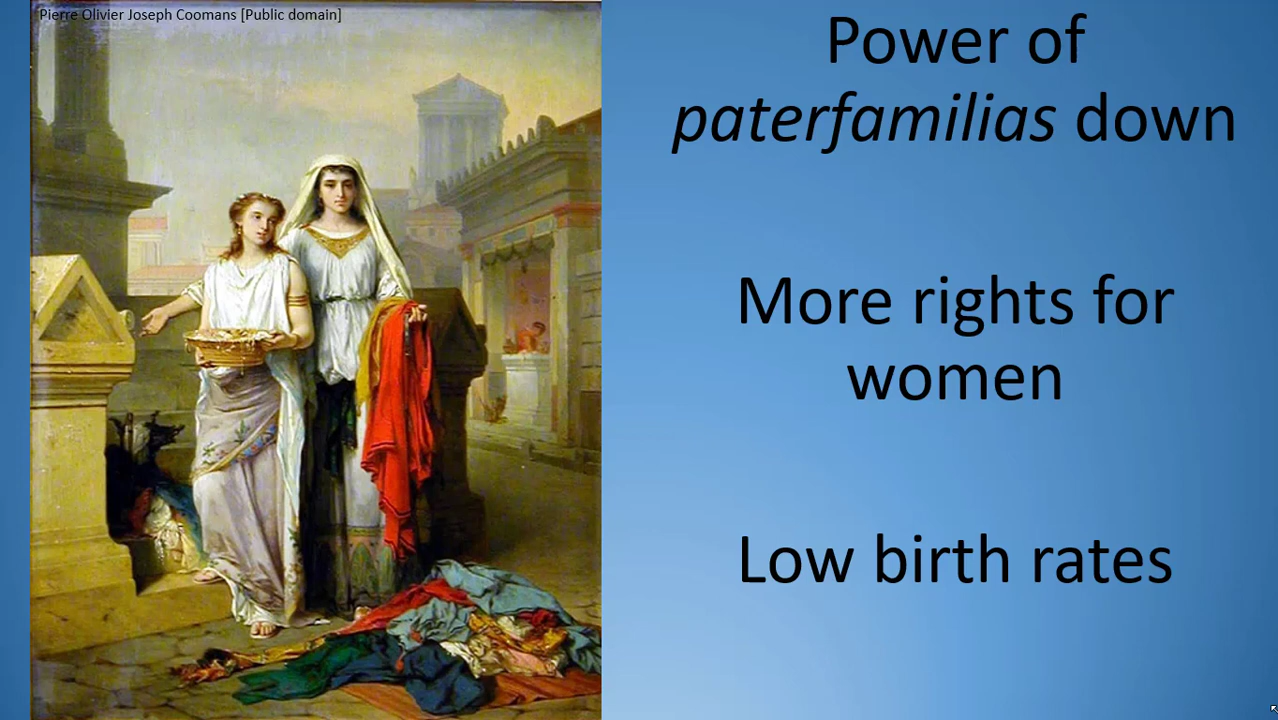 Pierre Olivier Joseph Coomans [Public domain]
Power of
paterfamilias down
More rights for
women
Low birth rates